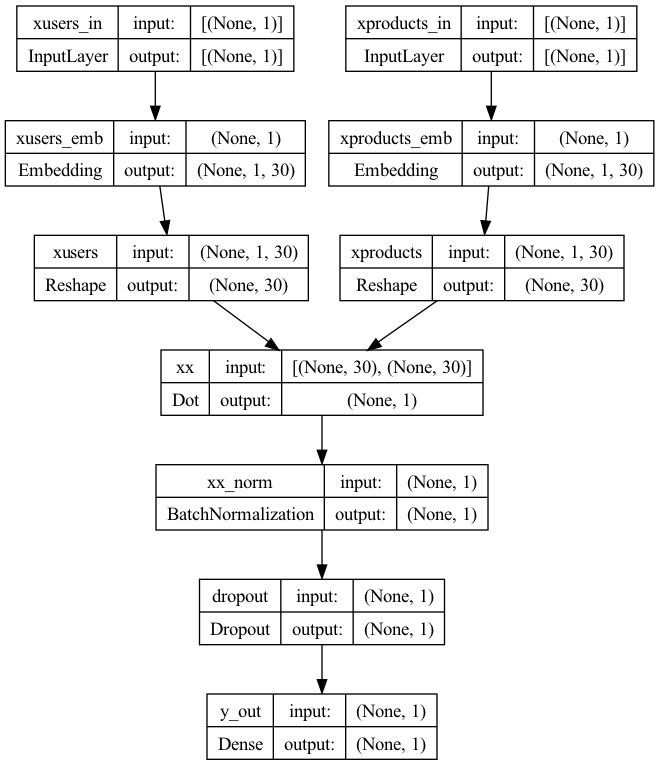 xusers_in input: [(None, 1)]
InputLayer output: [(None, 1)]
xproducts_in input: [(None, 1)]
InputLayer output: [(None, 1)]
xusers_emb input: (None, 1)
Embedding output: (None, 1, 30)
xproducts_emb input: (None, 1)
Embedding output: (None, 1, 30)
xusers input: (None, 1, 30)
Reshape output: (None, 30)
xproducts input: (None, 1, 30)
Reshape output: (None, 30)
xx input: [(None, 30), (None, 30)]
Dot output: (None, 1)
xx_norm input: (None, 1)
BatchNormalization output: (None, 1)
dropout input: (None, 1)
Dropout output: (None, 1)
y_out input: (None, 1)
Dense output: (None, 1)